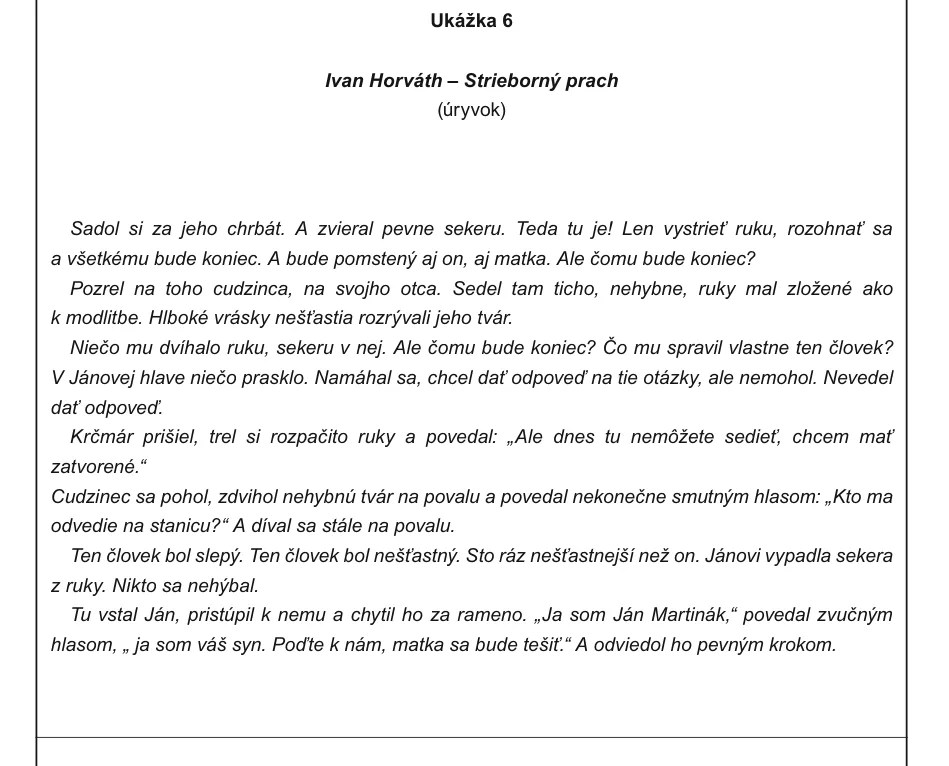 Ukážka 6
Ivan Horváth – Strieborný prach
(úryvok)
Sadol si za jeho chrbát. A zvieral pevne sekeru. Teda tu je! Len vystrieť ruku, rozohnať sa
a všetkému bude koniec. A bude pomstený aj on, aj matka. Ale čomu bude koniec?
Pozrel na toho cudzinca, na svojho otca. Sedel tam ticho, nehybne, ruky mal zložené ako
k modlitbe. Hlboké vrásky nešťastia rozrývali jeho tvár.
Niečo mu dvíhalo ruku, sekeru v nej. Ale čomu bude koniec? Čo mu spravil vlastne ten človek?
V Jánovej hlave niečo prasklo. Namáhal sa, chcel dať odpoveď na tie otázky, ale nemohol. Nevedel
dať odpoveď.
Krčmár prišiel, trel si rozpačito ruky a povedal: „Ale dnes tu nemôžete sedieť, chcem mať
zatvorené.“
Cudzinec sa pohol, zdvihol nehybnú tvár na povalu a povedal nekonečne smutným hlasom: „Kto ma
odvedie na stanicu?“ A díval sa stále na povalu.
Ten človek bol slepý. Ten človek bol nešťastný. Sto ráz nešťastnejší než on. Jánovi vypadla sekera
z ruky. Nikto sa nehýbal.
Tu vstal Ján, pristúpil k nemu a chytil ho za rameno. „Ja som Ján Martinák,“ povedal zvučným
hlasom, „ ja som váš syn. Poďte k nám, matka sa bude tešiť.“ A odviedol ho pevným krokom.